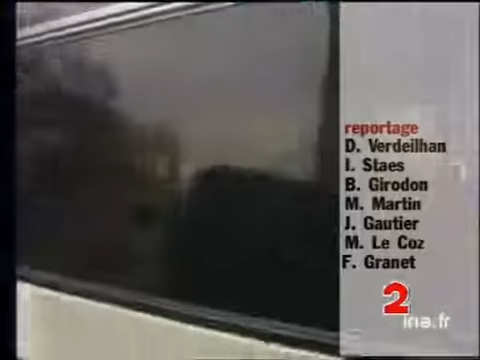 reportage
D. Verdeilhan
I. Staes
B. Girodon
M. Martin
J. Gautier
M. Le Coz
F. Granet
2
ina.fr